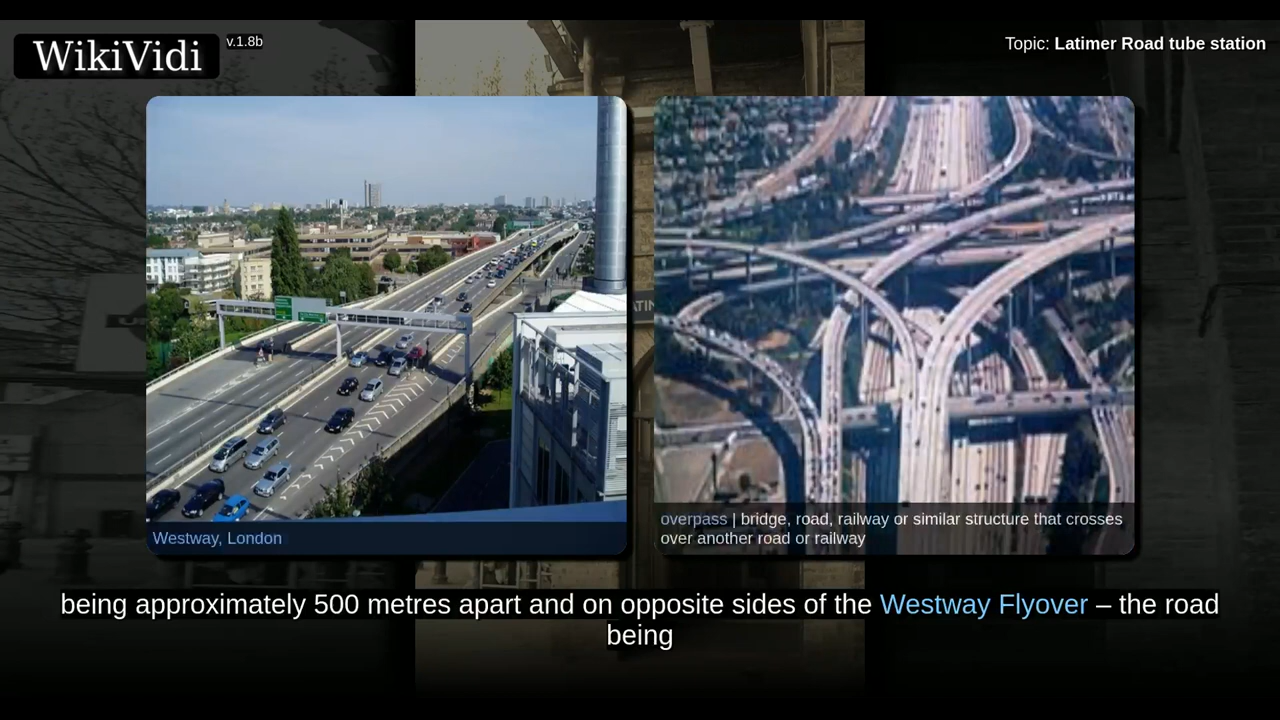 WikiVidi
v.1.8b
Topic: Latimer Road tube station
Westway, London
overpass | bridge, road, railway or similar structure that crosses
over another road or railway
being approximately 500 metres apart and on opposite sides of the Westway Flyover – the road
being